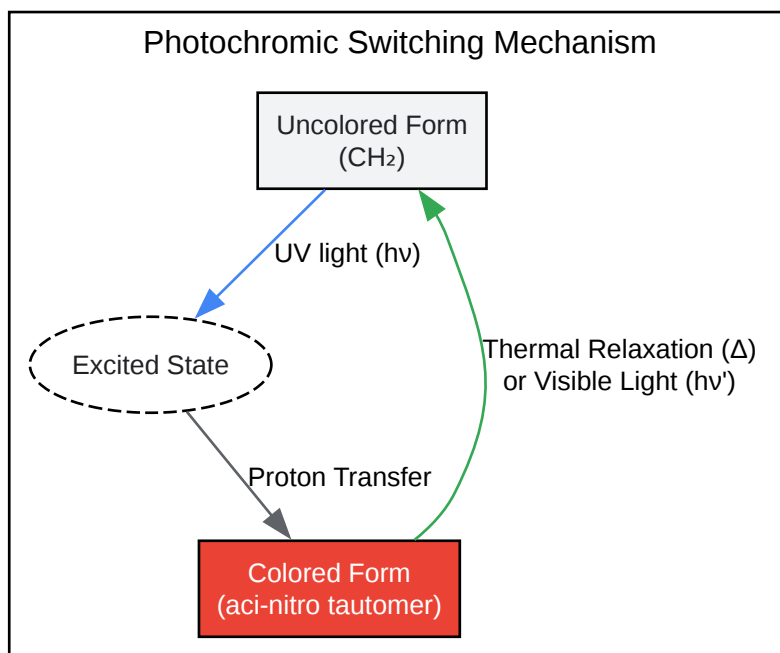 Photochromic Switching Mechanism
Uncolored Form
(CH₂)
UV light (hν)
Excited State
Thermal Relaxation (Δ)
or Visible Light (hν')
Proton Transfer
Colored Form
(aci-nitro tautomer)